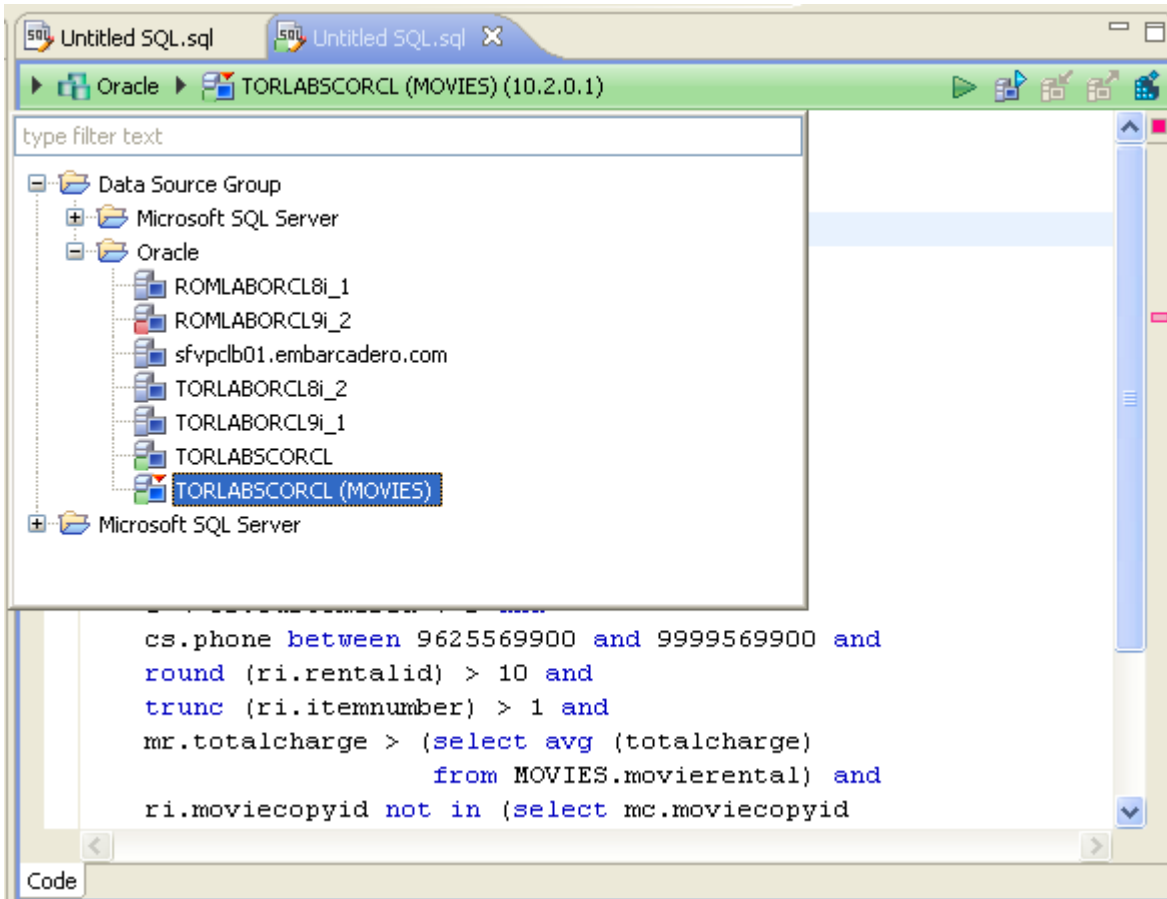 Untitled SQL.sql Untitled SQL.sql
Oracle TORLABSCORCL (MOVIES) (10.2.0.1)
type filter text
Data Source Group
Microsoft SQL Server
Oracle
ROMLABORCL8i_1
ROMLABORCL9i_2
sfvpclb01.embarcadero.com
TORLABORCL8i_2
TORLABORCL9i_1
TORLABSCORCL
TORLABSCORCL (MOVIES)
Microsoft SQL Server
cs.phone between 9625569900 and 9999569900 and
round (ri.rentalid) > 10 and
trunc (ri.itemnumber) > 1 and
mr.totalcharge > (select avg (totalcharge)
from MOVIES.movierental) and
ri.moviecopyid not in (select mc.moviecopyid
Code